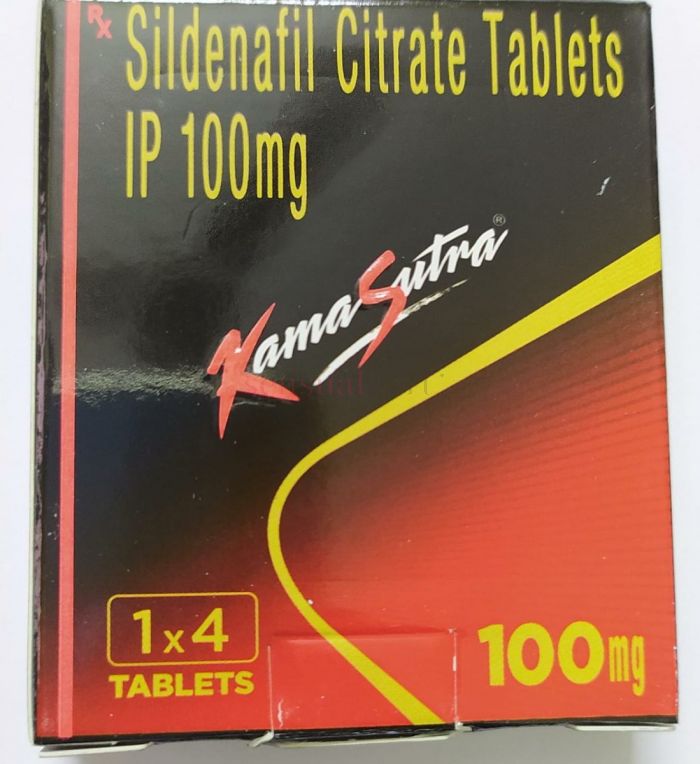 Rx
Sildenafil Citrate Tablets
IP 100mg
KamaSutra®
1x4
TABLETS
100mg